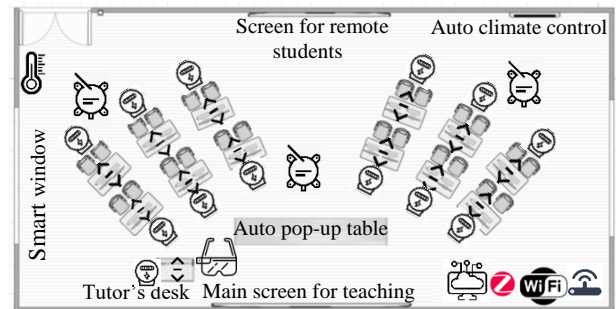 Screen for remote
students
Auto climate control
Smart window
Auto pop-up table
Tutor's desk
Main screen for teaching
Z
WiFi